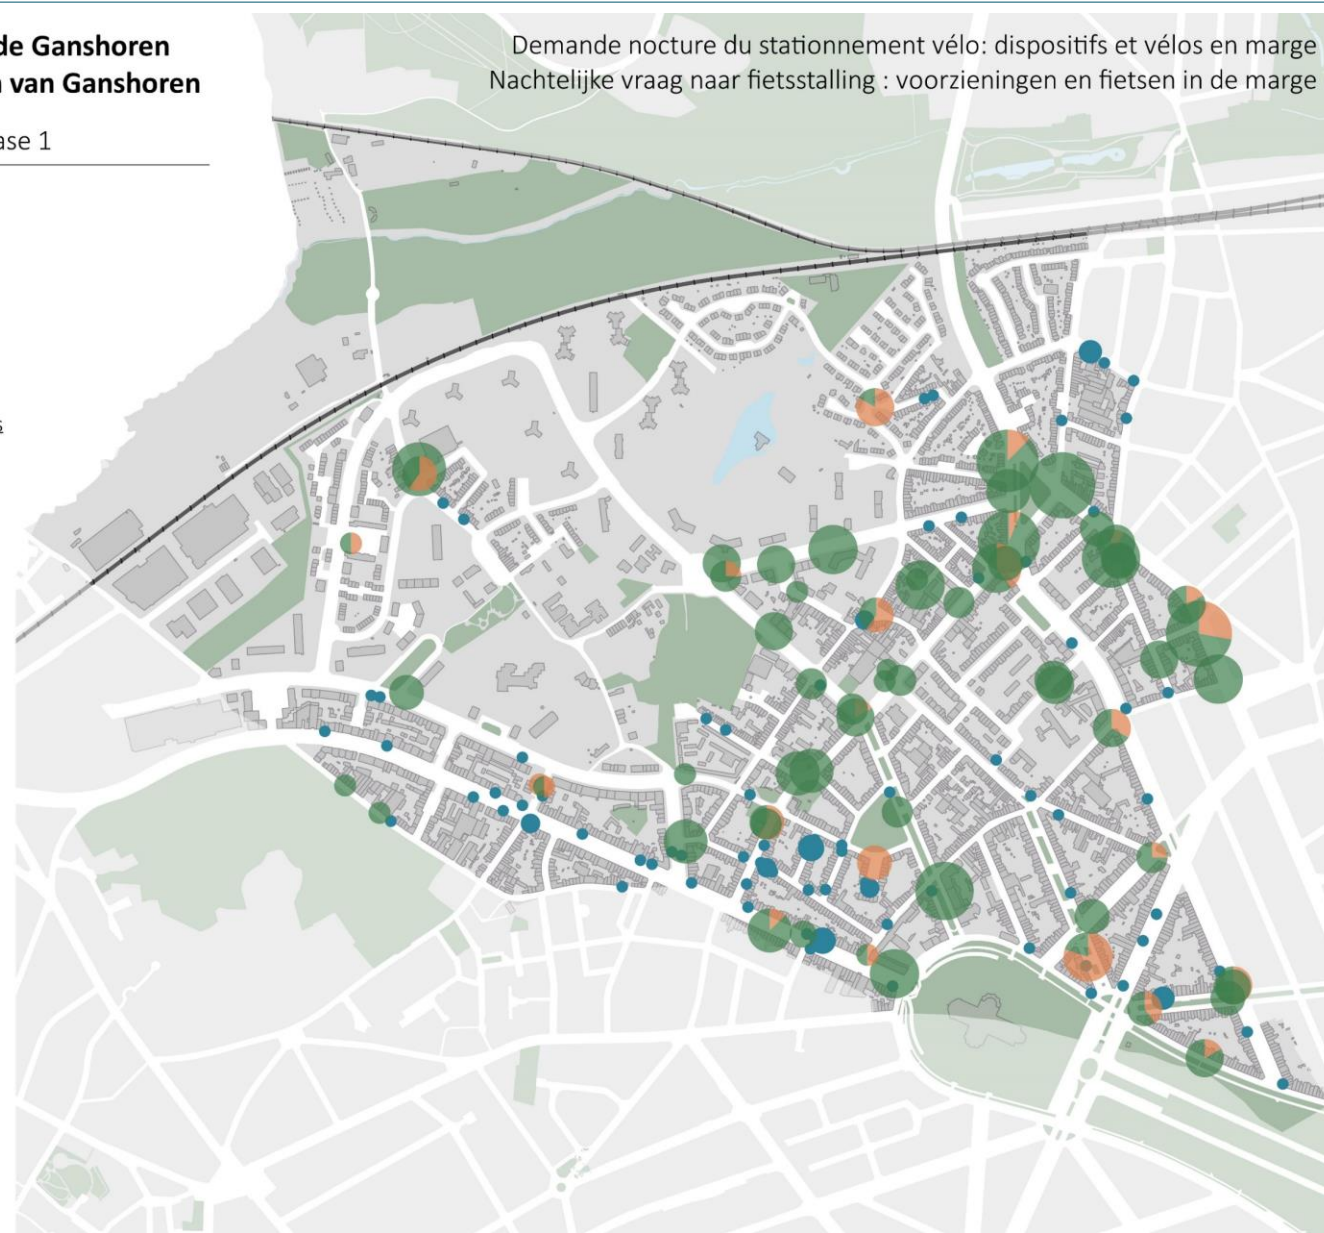 de Ganshoren
van Ganshoren
ase 1
s
Demande nocture du stationnement vélo: dispositifs et vélos en marge
Nachtelijke vraag naar fietsstalling : voorzieningen en fietsen in de marge